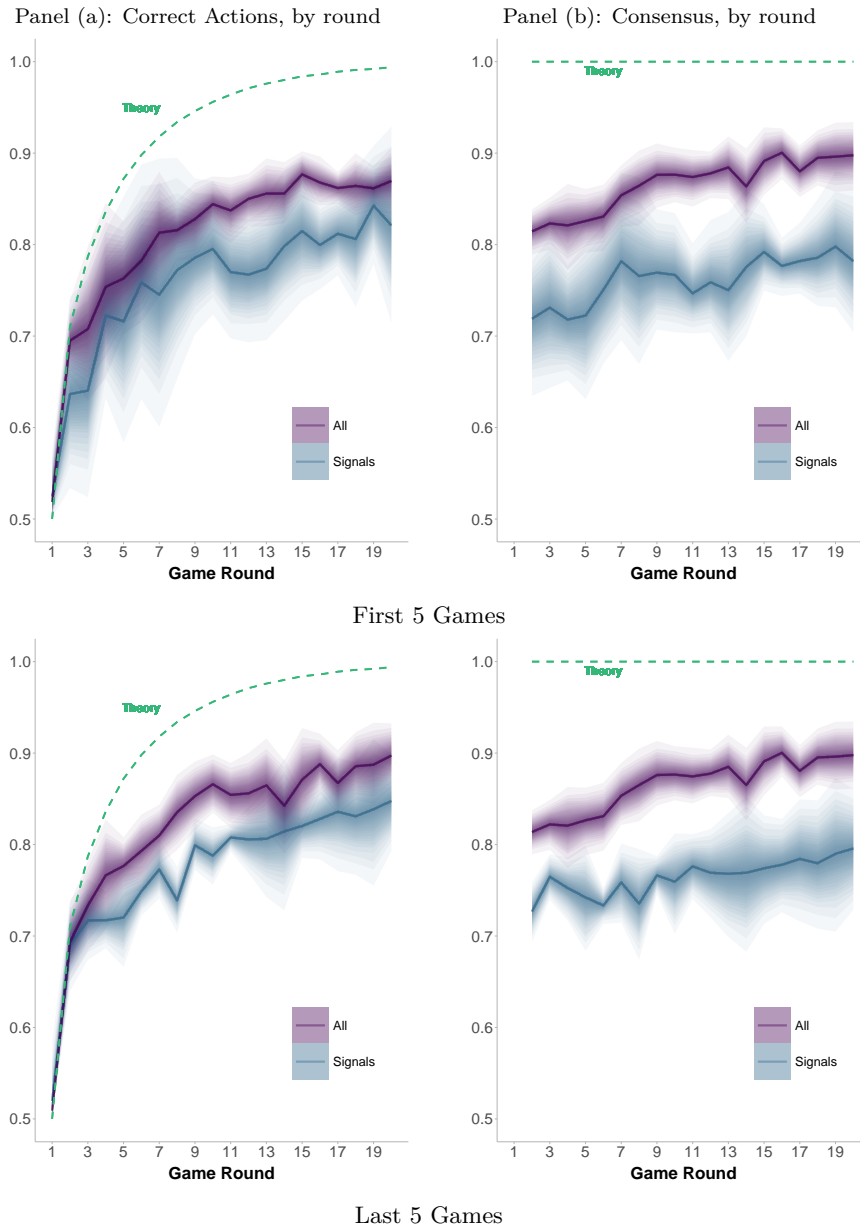 Panel (a): Correct Actions, by round
Panel (b): Consensus, by round
1.0
0.9
0.8
0.7
0.6
0.5
Theory
All
Signals
1 3 5 7 9 11 13 15 17 19
Game Round
1.0
0.9
0.8
0.7
0.6
0.5
Theory
All
Signals
1 3 5 7 9 11 13 15 17 19
Game Round
First 5 Games
1.0
0.9
0.8
0.7
0.6
0.5
Theory
All
Signals
1 3 5 7 9 11 13 15 17 19
Game Round
1.0
0.9
0.8
0.7
0.6
0.5
Theory
All
Signals
1 3 5 7 9 11 13 15 17 19
Game Round
Last 5 Games